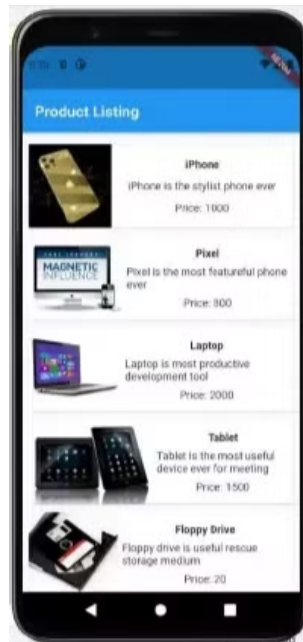 Product Listing
iPhone
iPhone is the stylist phone ever
Price: 1000
MAGNETIC
INFLUENCE
Pixel
Pixel is the most featureful phone
ever
Price: 800
Laptop
Laptop is most productive
development tool
Price: 2000
Tablet
Tablet is the most useful
device ever for meeting
Price: 1500
Floppy Drive
Floppy drive is useful rescue
storage medium
Price: 20